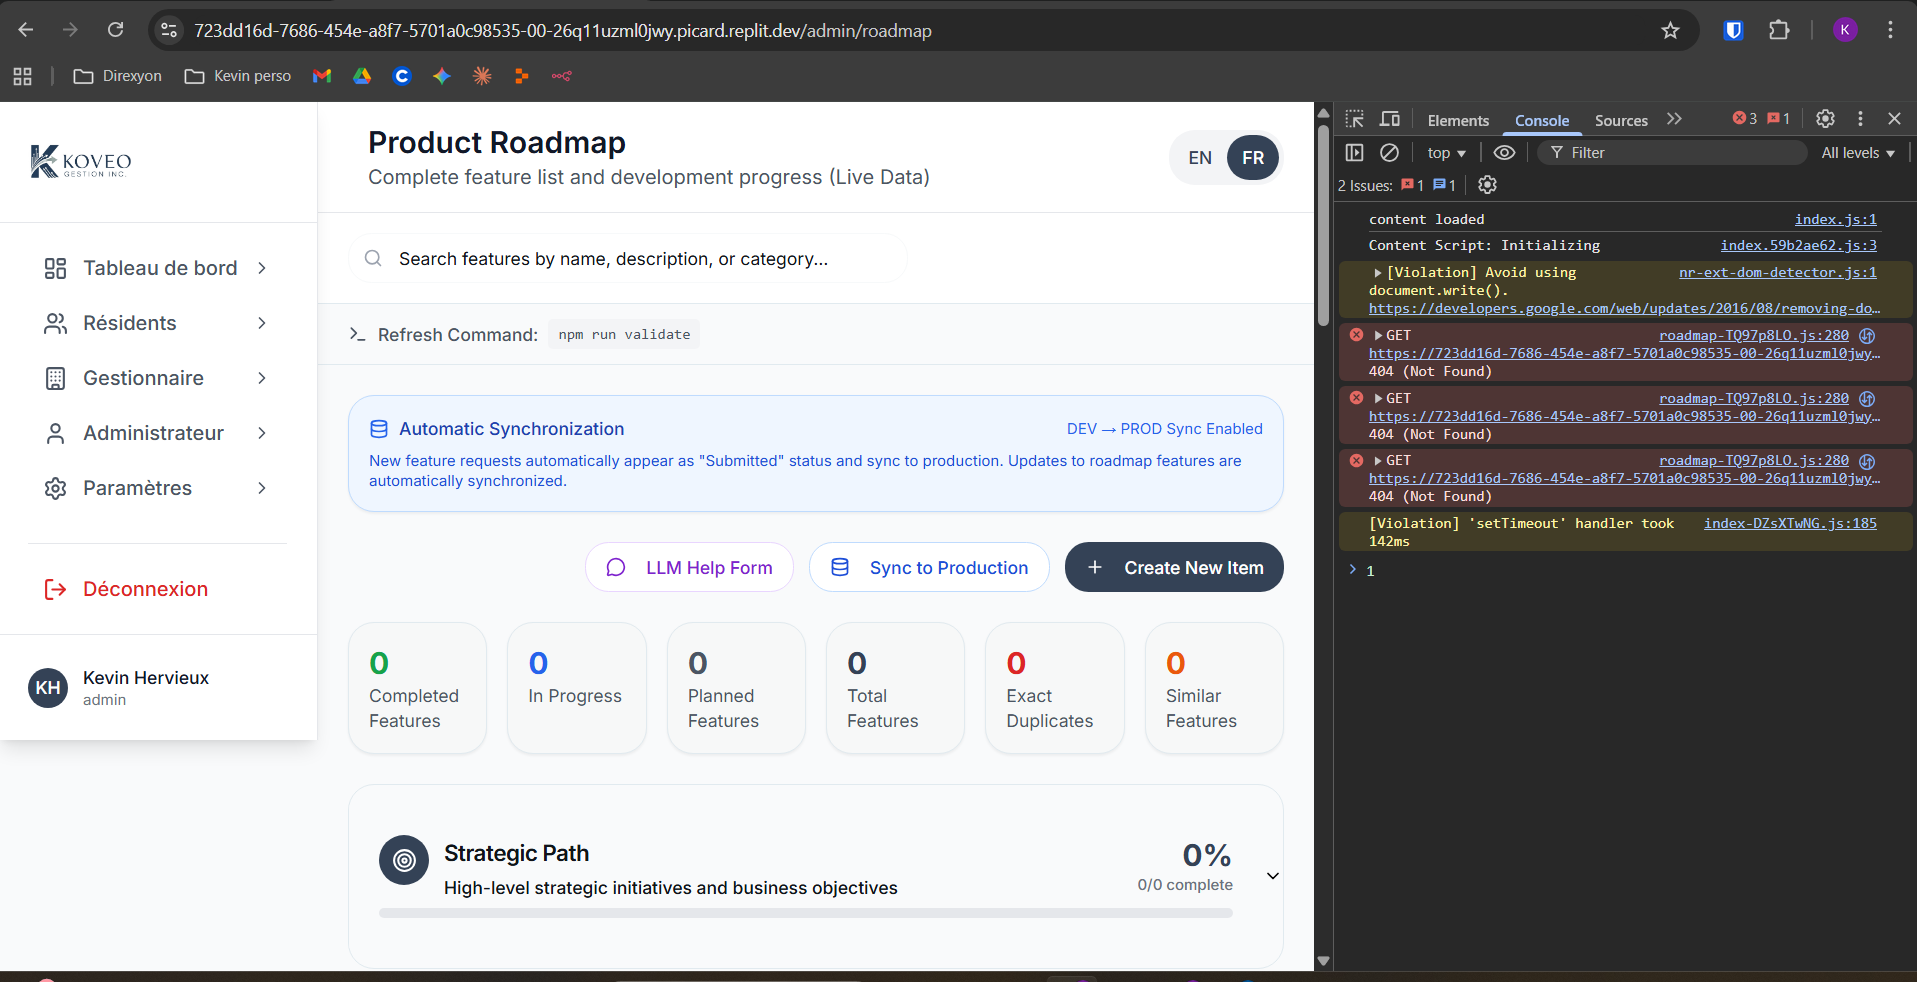 723dd16d-7686-454e-a8f7-5701a0c98535-00-26q11uzml0jwy.picard.replit.dev/admin/roadmap
K
Direxyon
Kevin perso
C
KOVEO
GESTION INC.
Tableau de bord
Résidents
Gestionnaire
Administrateur
Paramètres
Déconnexion
KH
Kevin Hervieux
admin
Product Roadmap
Complete feature list and development progress (Live Data)
EN FR
Search features by name, description, or category...
Refresh Command: npm run validate
Automatic Synchronization
DEV → PROD Sync Enabled
New feature requests automatically appear as "Submitted" status and sync to production. Updates to roadmap features are
automatically synchronized.
LLM Help Form
Sync to Production
+ Create New Item
0
Completed
Features
0
In Progress
0
Planned
Features
0
Total
Features
0
Exact
Duplicates
0
Similar
Features
Strategic Path
High-level strategic initiatives and business objectives
0%
0/0 complete
Elements Console Sources
3 1
top
Filter
All levels
2 Issues: 1 1
content loaded index.js:1
Content Script: Initializing index.59b2ae62.js:3
[Violation] Avoid using nr-ext-dom-detector.js:1
document.write().
https://developers.google.com/web/updates/2016/08/removing-do…
GET roadmap-TQ97p8LO.js:280
https://723dd16d-7686-454e-a8f7-5701a0c98535-00-26q11uzml0jwy…
404 (Not Found)
GET roadmap-TQ97p8LO.js:280
https://723dd16d-7686-454e-a8f7-5701a0c98535-00-26q11uzml0jwy…
404 (Not Found)
GET roadmap-TQ97p8LO.js:280
https://723dd16d-7686-454e-a8f7-5701a0c98535-00-26q11uzml0jwy…
404 (Not Found)
[Violation] 'setTimeout' handler took index-DZsXTwNG.js:185
142ms
> 1